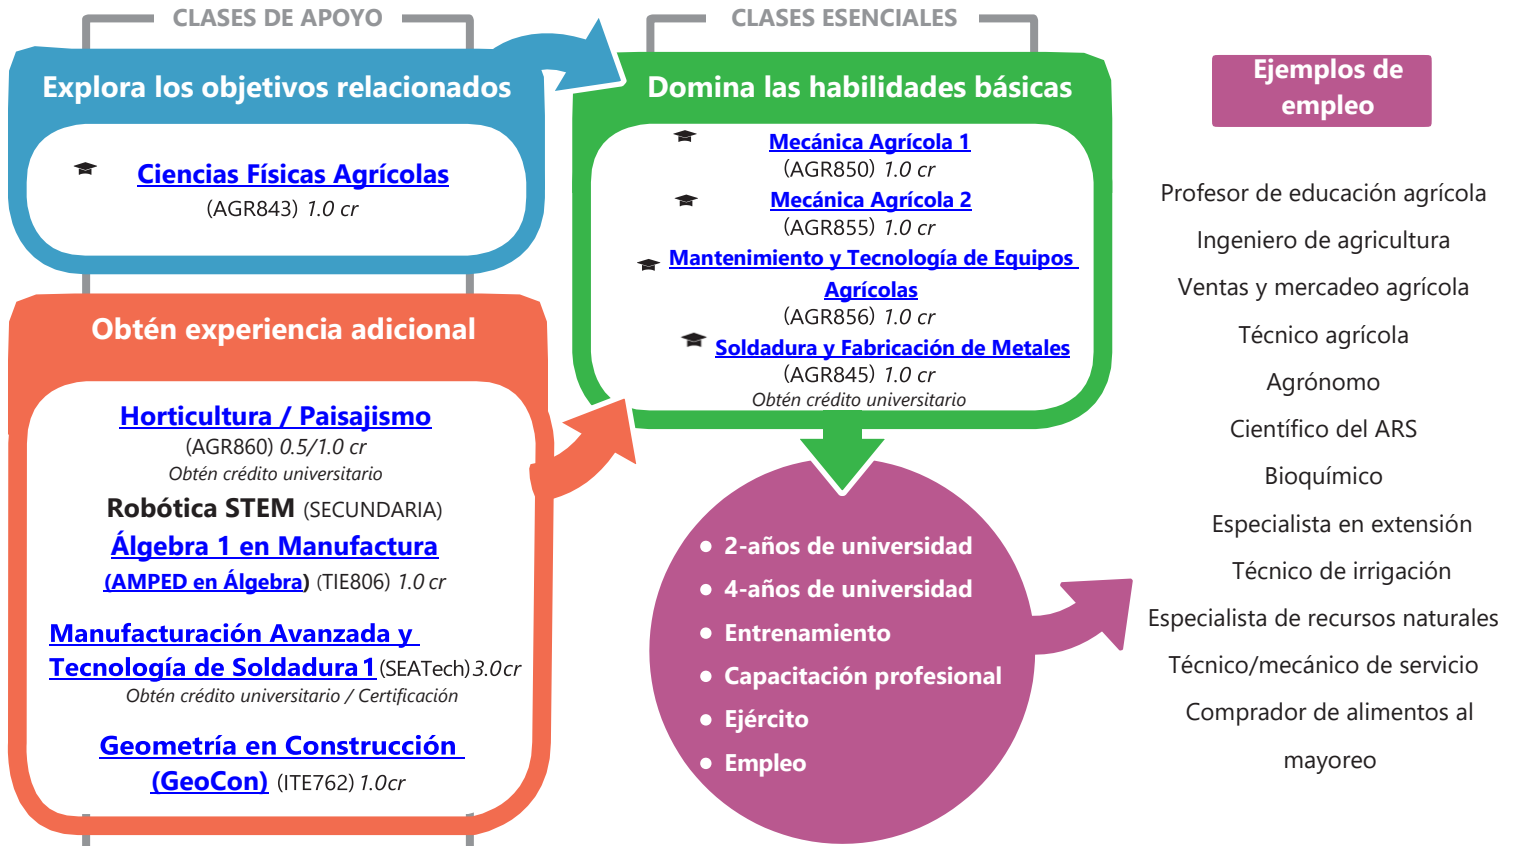 CLASES DE APOYO
Explora los objetivos relacionados
Ciencias Físicas Agrícolas
(AGR843) 1.0 cr
Obtén experiencia adicional
Horticultura / Paisajismo
(AGR860) 0.5/1.0 cr
Obtén crédito universitario
Robótica STEM (SECUNDARIA)
Álgebra 1 en Manufactura
(AMPED en Álgebra) (TIE806) 1.0 cr
Manufacturación Avanzada y
Tecnología de Soldadura 1 (SEATech) 3.0cr
Obtén crédito universitario / Certificación
Geometría en Construcción
(GeoCon) (ITE762) 1.0cr
CLASES ESENCIALES
Domina las habilidades básicas
Mecánica Agrícola 1
(AGR850) 1.0 cr
Mecánica Agrícola 2
(AGR855) 1.0 cr
Mantenimiento y Tecnología de Equipos
Agrícolas
(AGR856) 1.0 cr
Soldadura y Fabricación de Metales
(AGR845) 1.0 cr
Obtén crédito universitario
• 2-años de universidad
• 4-años de universidad
• Entrenamiento
• Capacitación profesional
• Ejército
• Empleo
Ejemplos de
empleo
Profesor de educación agrícola
Ingeniero de agricultura
Ventas y mercadeo agrícola
Técnico agrícola
Agrónomo
Científico del ARS
Bioquímico
Especialista en extensión
Técnico de irrigación
Especialista de recursos naturales
Técnico/mecánico de servicio
Comprador de alimentos al
mayoreo